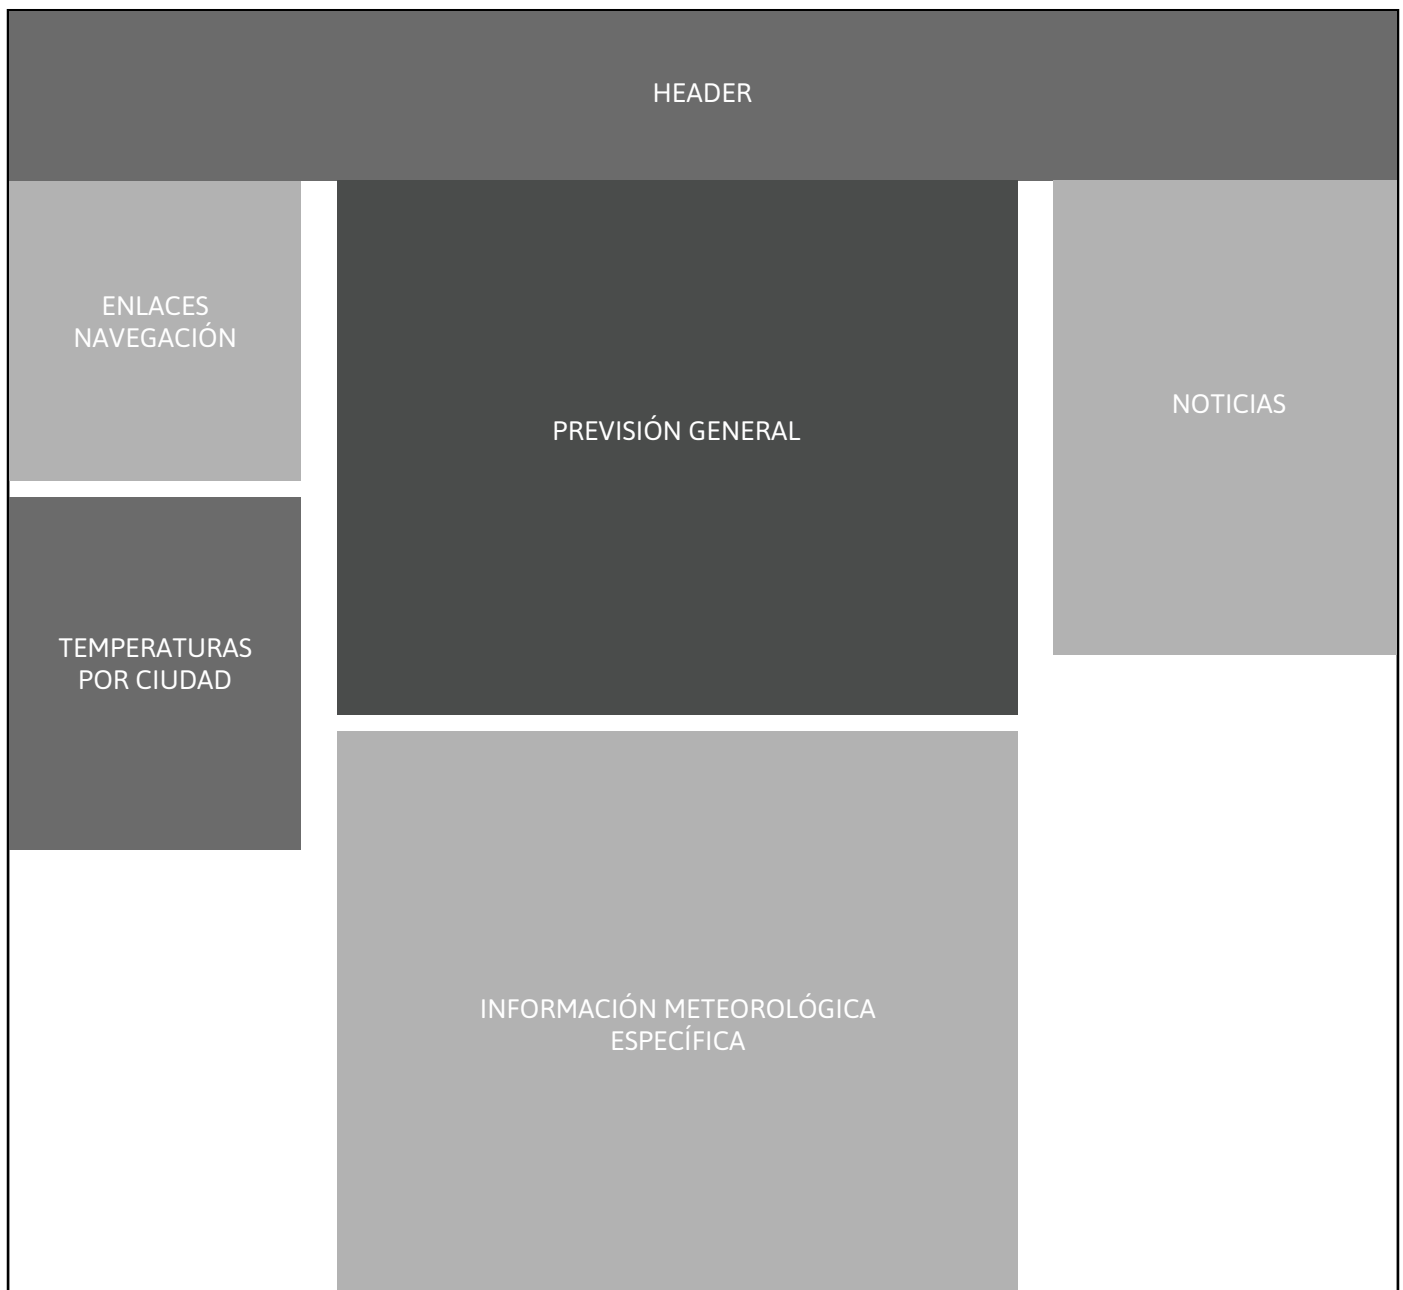 HEADER
ENLACES
NAVEGACIÓN
TEMPERATURAS
POR CIUDAD
PREVISIÓN GENERAL
INFORMACIÓN METEOROLÓGICA
ESPECÍFICA
NOTICIAS